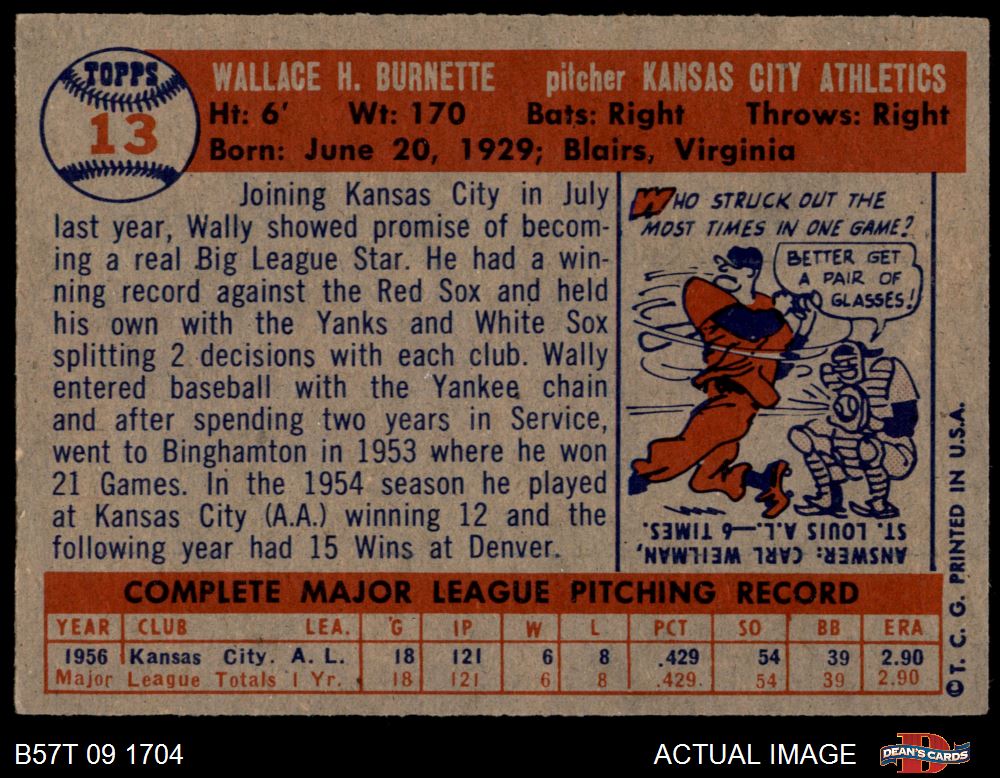 TOPPS
13
WALLACE H. BURNETTE pitcher KANSAS CITY ATHLETICS
Ht: 6' Wt: 170 Bats: Right Throws: Right
Born: June 20, 1929; Blairs, Virginia
Joining Kansas City in July
last year, Wally showed promise of becom-
ing a real Big League Star. He had a win-
ning record against the Red Sox and held
his own with the Yanks and White Sox
splitting 2 decisions with each club. Wally
entered baseball with the Yankee chain
and after spending two years in Service,
went to Binghamton in 1953 where he won
21 Games. In the 1954 season he played
at Kansas City (A.A.) winning 12 and the
following year had 15 Wins at Denver.
WHO STRUCK OUT THE
MOST TIMES IN ONE GAME?
BETTER GET
A PAIR OF
GLASSES!
ANSWER: CARL WEILMAN,
ST. LOUIS A.L.—6 TIMES.
COMPLETE MAJOR LEAGUE PITCHING RECORD
YEAR CLUB LEA. G IP W L PCT SO BB ERA
1956 Kansas City. A. L. 18 121 6 8 .429 54 39 2.90
Major League Totals 1 Yr. 18 121 6 8 .429. 54 39 2.90
©T. C. G. PRINTED IN U.S.A.
B57T 09 1704 ACTUAL IMAGE
DEAN'S CARDS